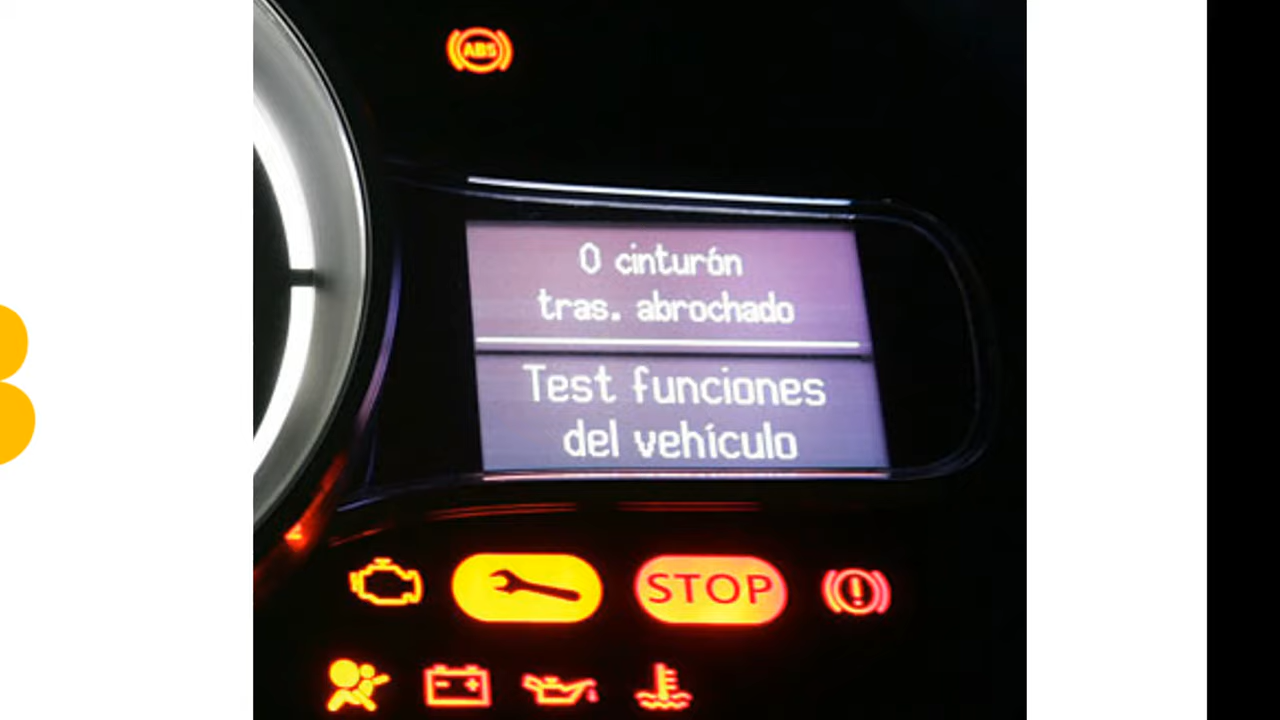 ABS
0 cinturón
tras. abrochado
Test funciones
del vehículo
STOP